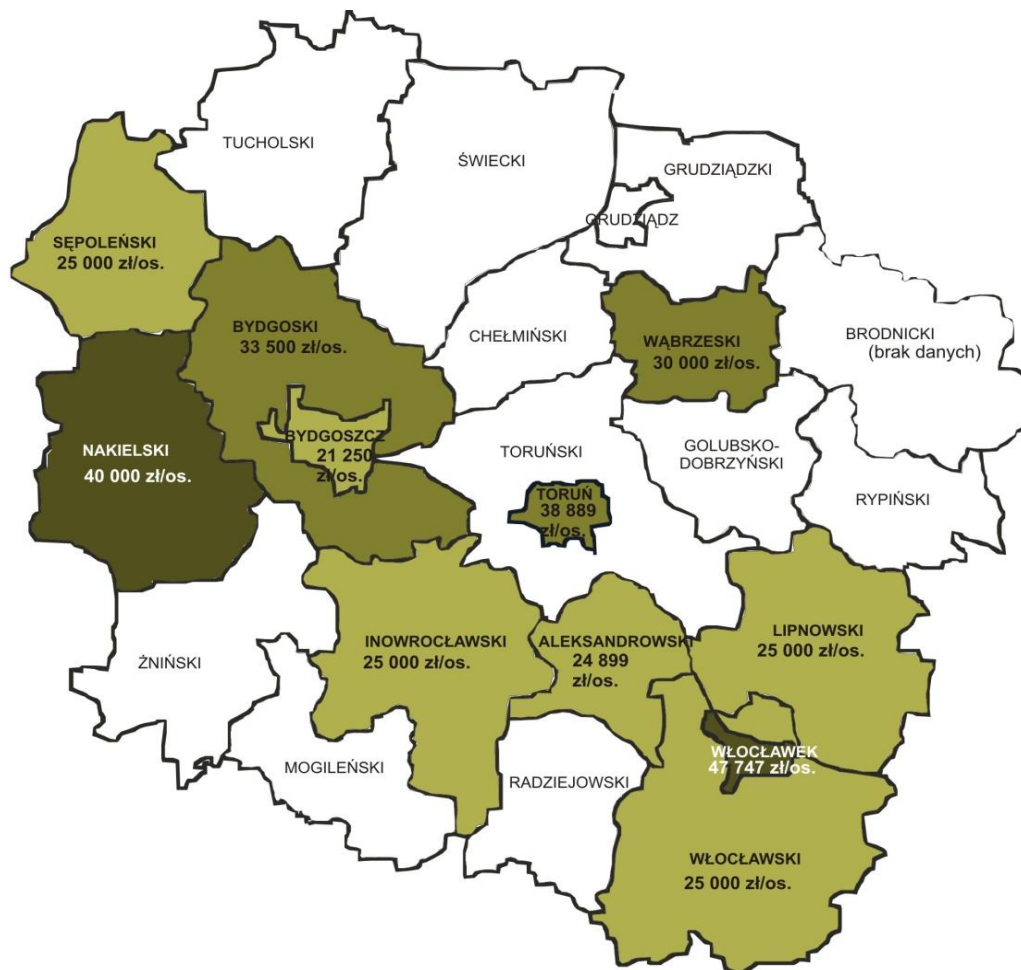 TUCHOLSKI
ŚWIECKI
GRUDZIĄDZKI
GRUDZIĄDZ
SĘPOLEŃSKI
25 000 zł/os.
BYDGOSKI
33 500 zł/os.
CHEŁMIŃSKI
WĄBRZESKI
30 000 zł/os.
BRODNICKI
(brak danych)
NAKIELSKI
40 000 zł/os.
BYDGOSZCZ
21 250
zł/os.
TORUŃSKI
GOLUBSKO-
DOBRZYŃSKI
RYPIŃSKI
TORUŃ
38 889
zł/os.
INOWROCŁAWSKI
25 000 zł/os.
ALEKSANDROWSKI
24 899
zł/os.
LIPNOWSKI
25 000 zł/os.
ŻNIŃSKI
MOGILEŃSKI
RADZIEJOWSKI
WŁOCŁAWEK
47 747 zł/os.
WŁOCŁAWSKI
25 000 zł/os.